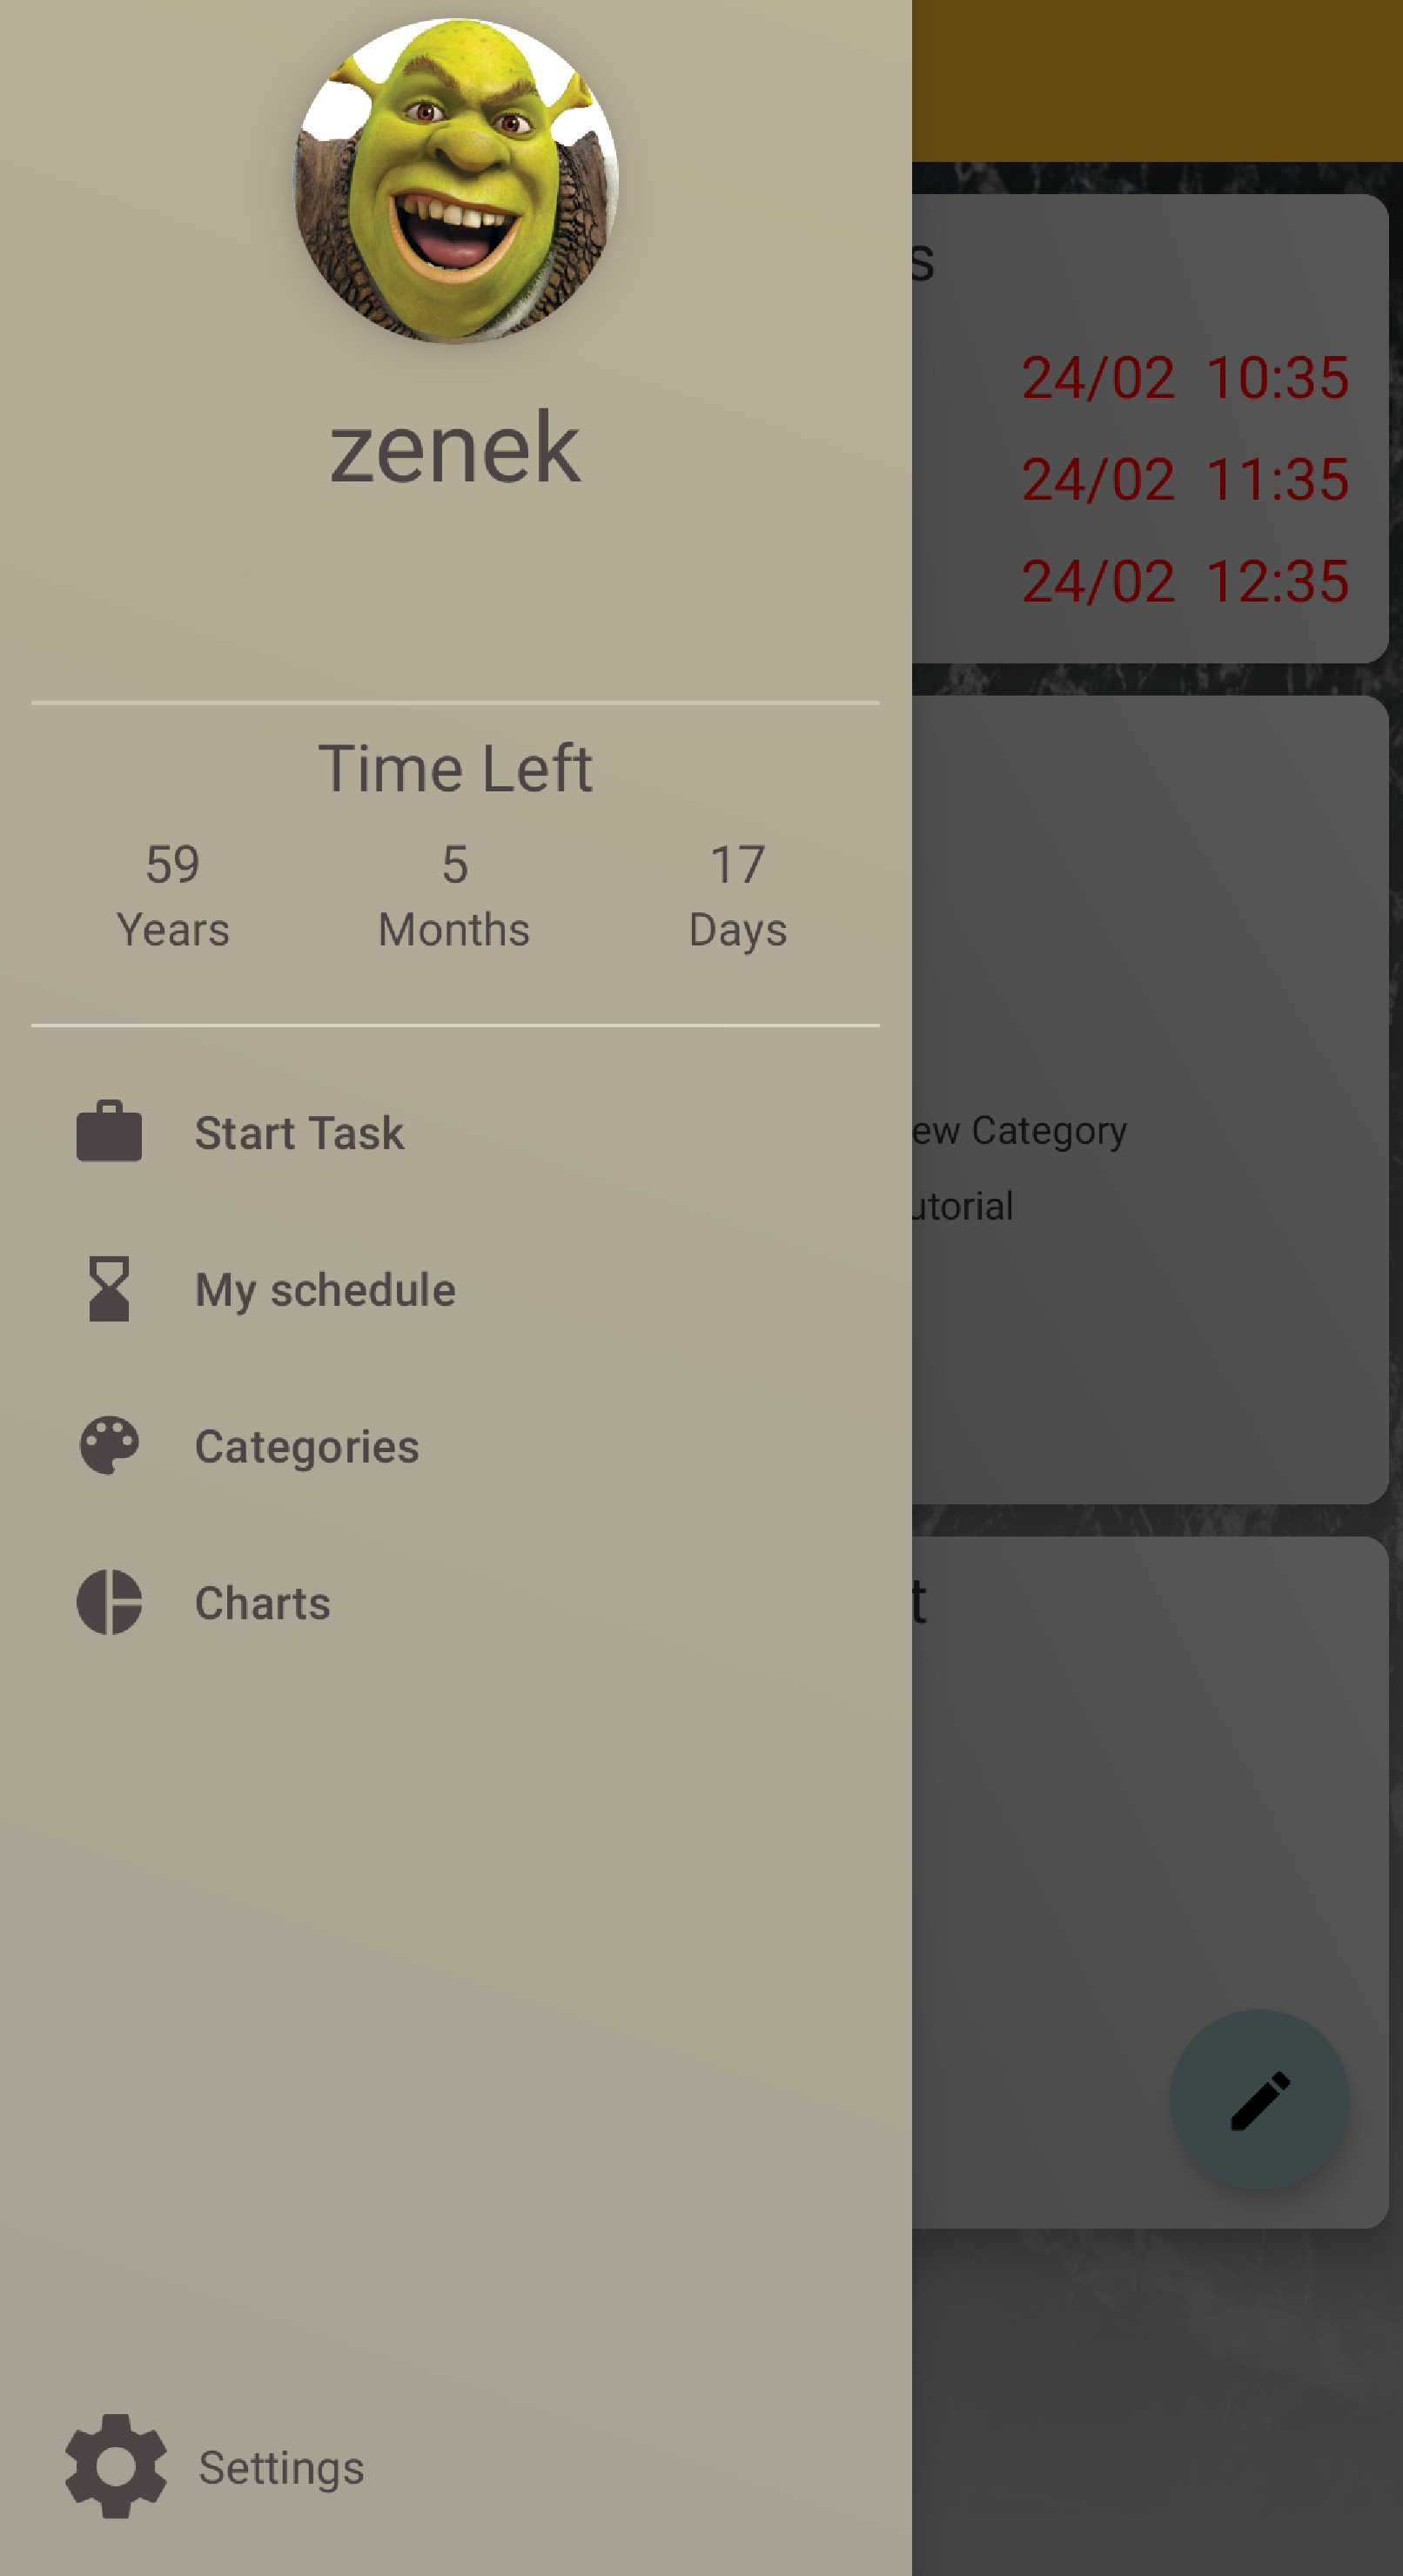 zenek
Time Left
59 5 17
Years Months Days
Start Task
My schedule
Categories
Charts
Settings
s
24/02 10:35
24/02 11:35
24/02 12:35
ew Category
utorial
t